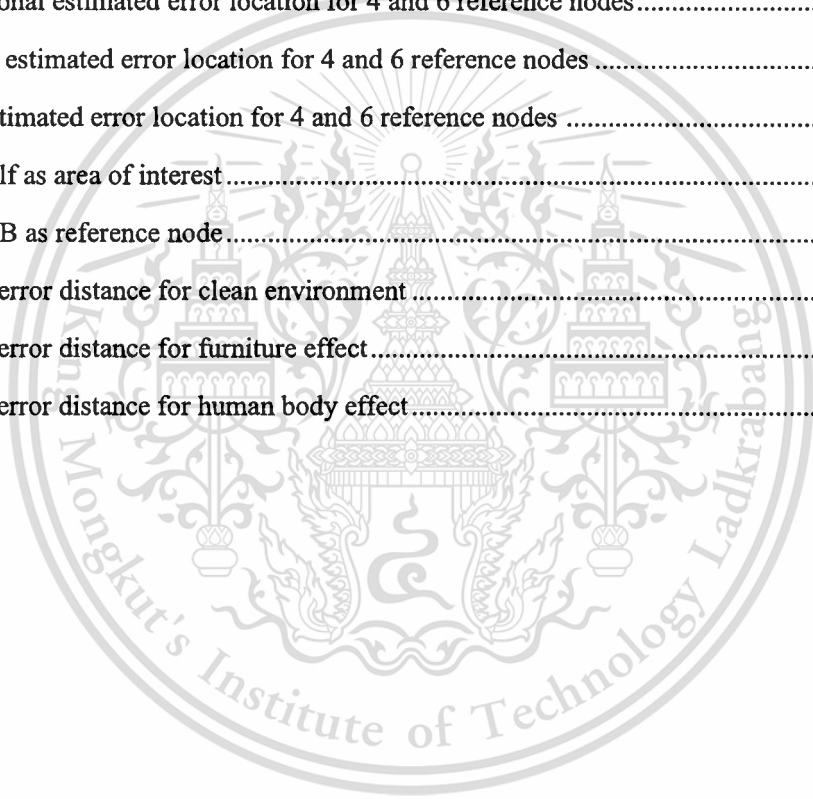 onal estimated error location for 4 and 6 reference nodes
estimated error location for 4 and 6 reference nodes
timated error location for 4 and 6 reference nodes
lf as area of interest
B as reference node
error distance for clean environment
error distance for furniture effect
error distance for human body effect
King Mongkut's Institute of Technology Ladkrabang